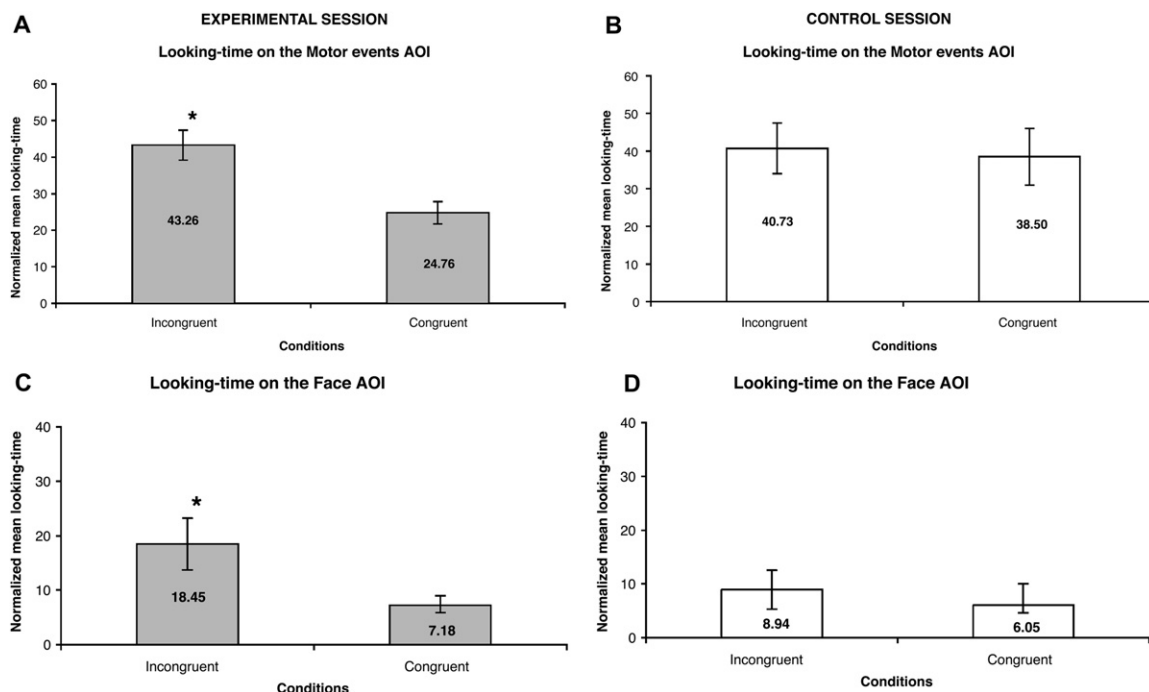 A
EXPERIMENTAL SESSION
Looking-time on the Motor events AOI
Normalized mean looking-time
60
50
40
30
20
10
0
*
43.26
24.76
Incongruent
Congruent
Conditions
B
CONTROL SESSION
Looking-time on the Motor events AOI
Normalized mean looking-time
60
50
40
30
20
10
0
40.73
38.50
Incongruent
Congruent
Conditions
C
Looking-time on the Face AOI
Normalized mean looking-time
40
30
20
10
0
*
18.45
7.18
Incongruent
Congruent
Conditions
D
Looking-time on the Face AOI
Normalized mean looking-time
40
30
20
10
0
8.94
6.05
Incongruent
Congruent
Conditions